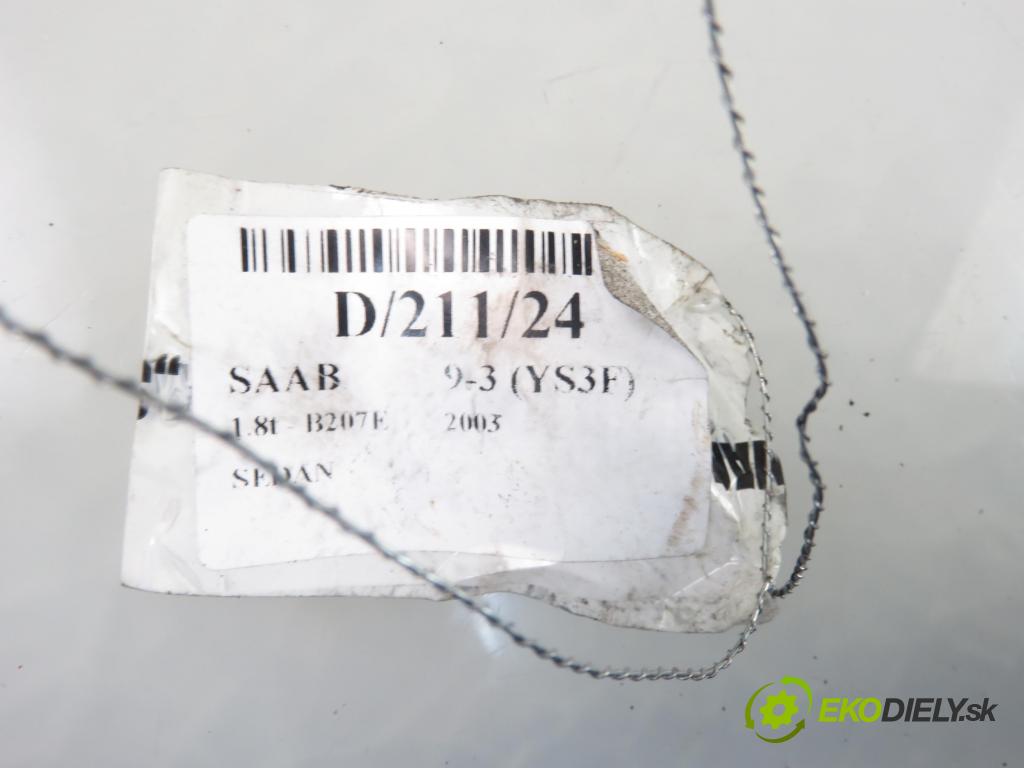 D/211/24
SAAB 9-3 (YS3F)
1.8t - B207E 2003
SEDAN
EKODIELY.sk